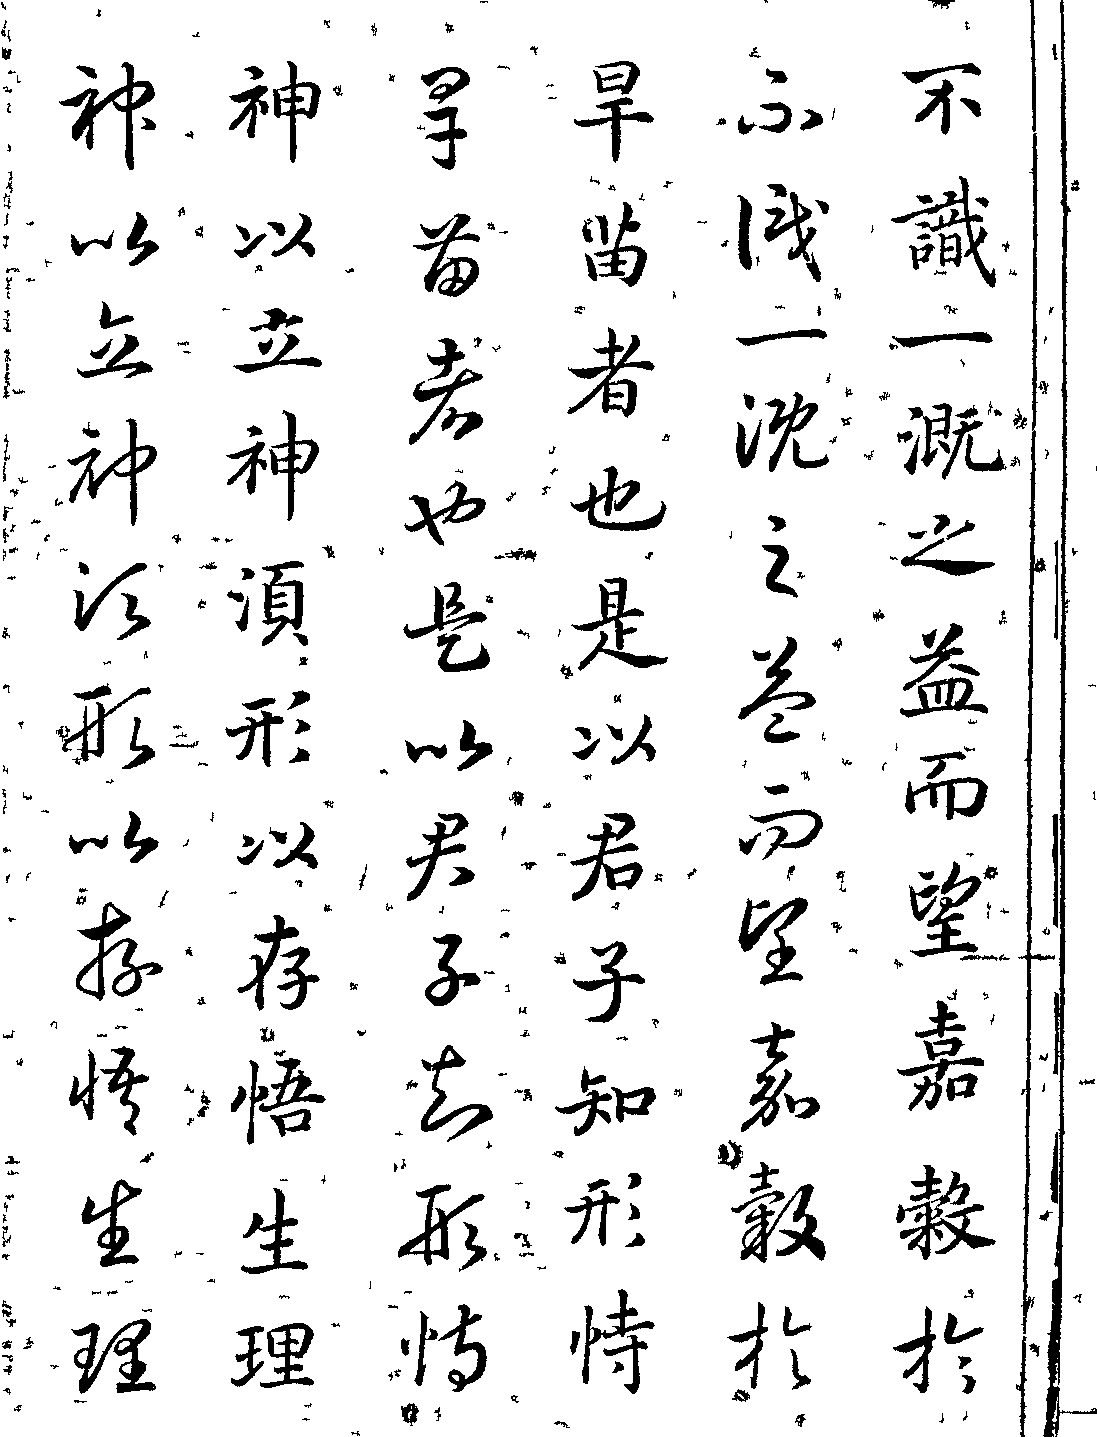 不識一溉之益而望嘉穀於
不識一溉之益而望嘉穀於
旱苗者也是以君子知形恃
旱苗者也是以君子知形恃
神以立神須形以存悟生理
神以立神須形以存悟生理